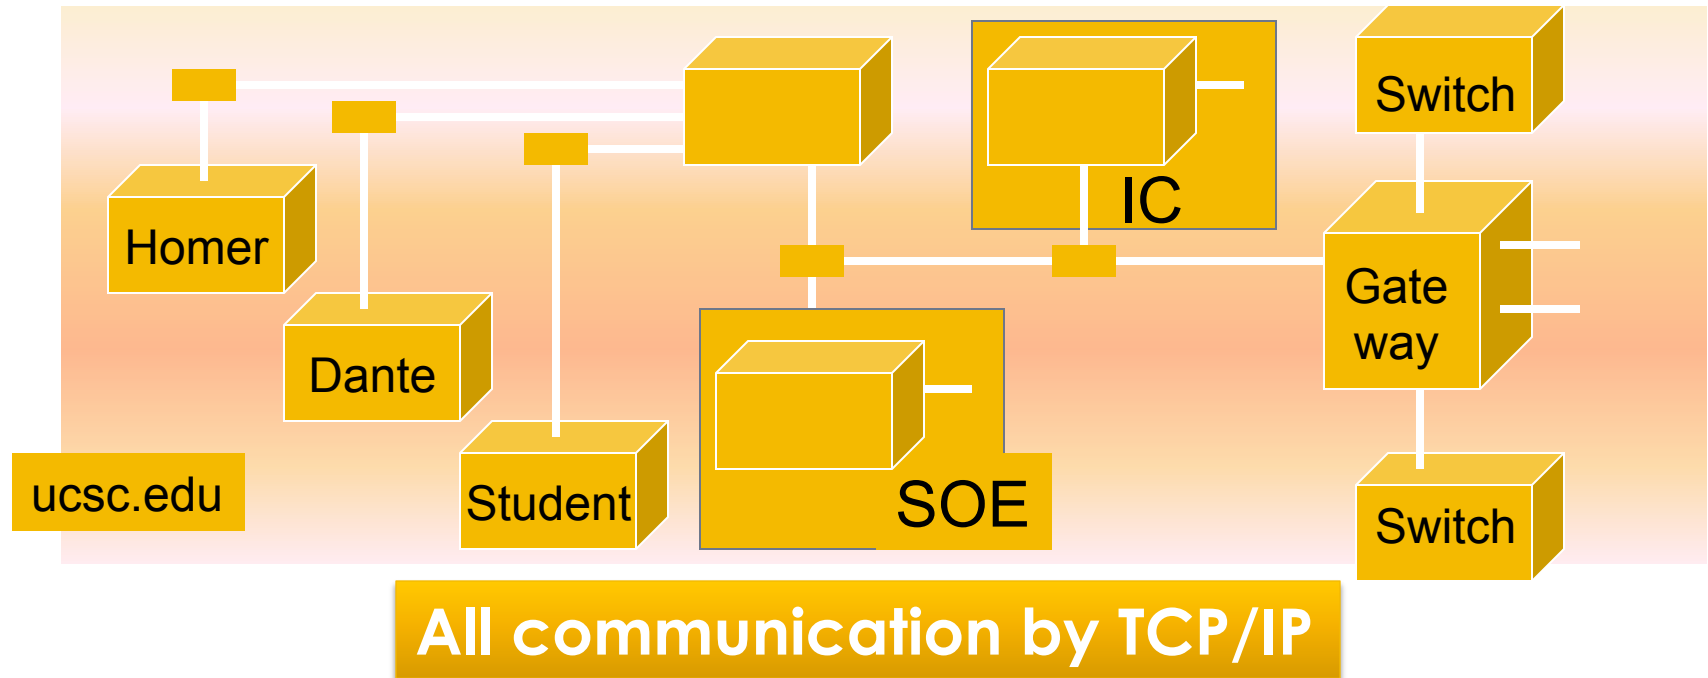 Switch
IC
Homer
Gate
way
Dante
ucsc.edu
Student
SOE
Switch
All communication by TCP/IP